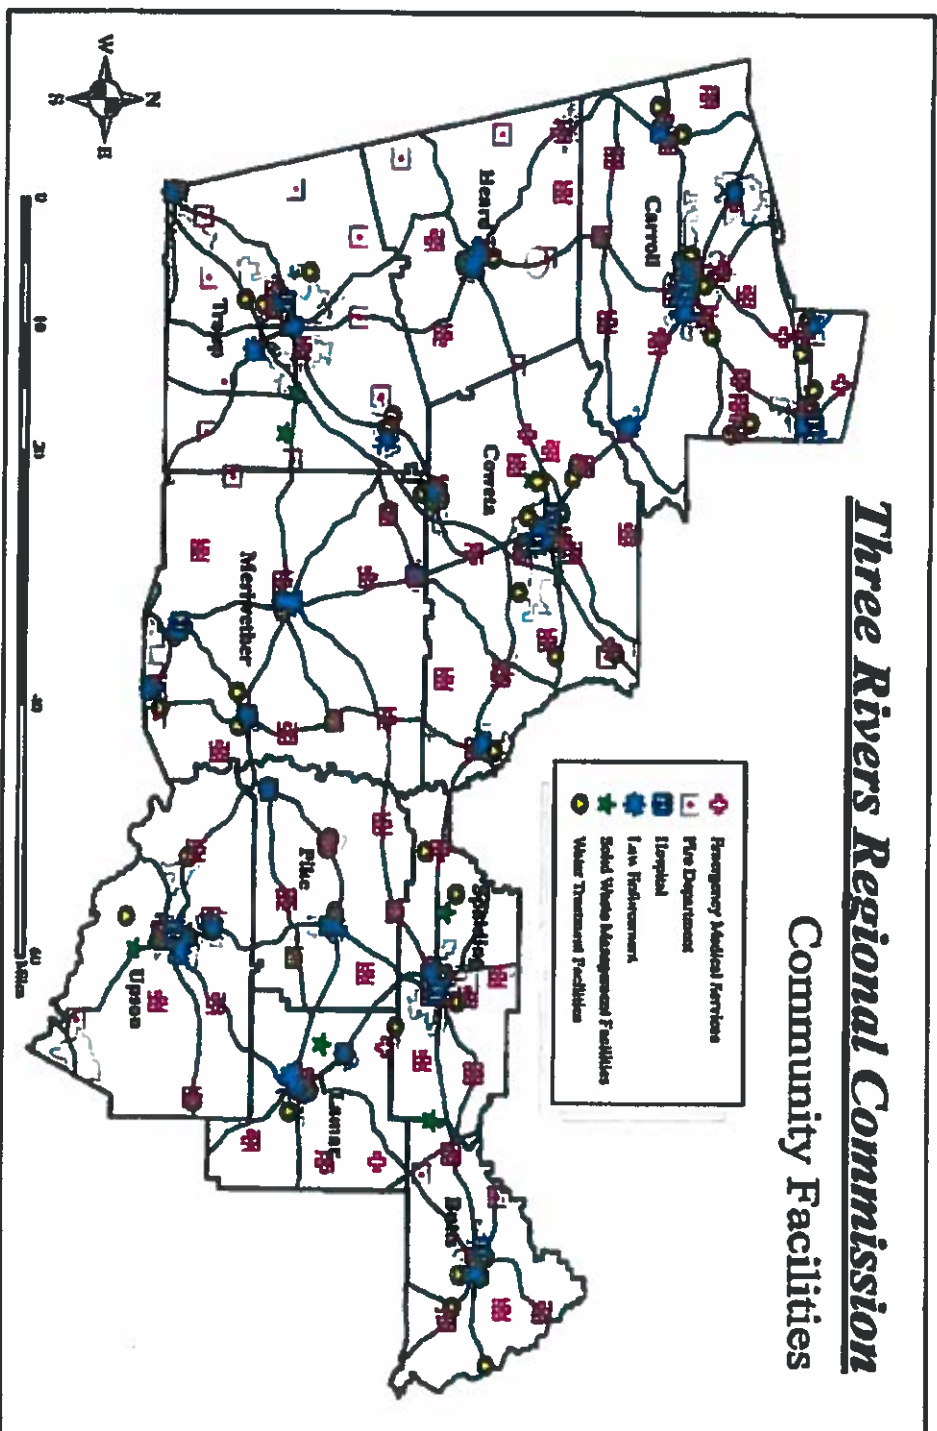 Three Rivers Regional Commission
Community Facilities
Emergency Medical Services
Fire Department
Hospital
Law Enforcement
Solid Waste Management Facilities
Water Treatment Facilities
Carroll
Heard
Coweta
Troup
Meriwether
Spalding
Pike
Butts
Lamar
Upson
N
W
E
S
0
10
20
40
60
Miles